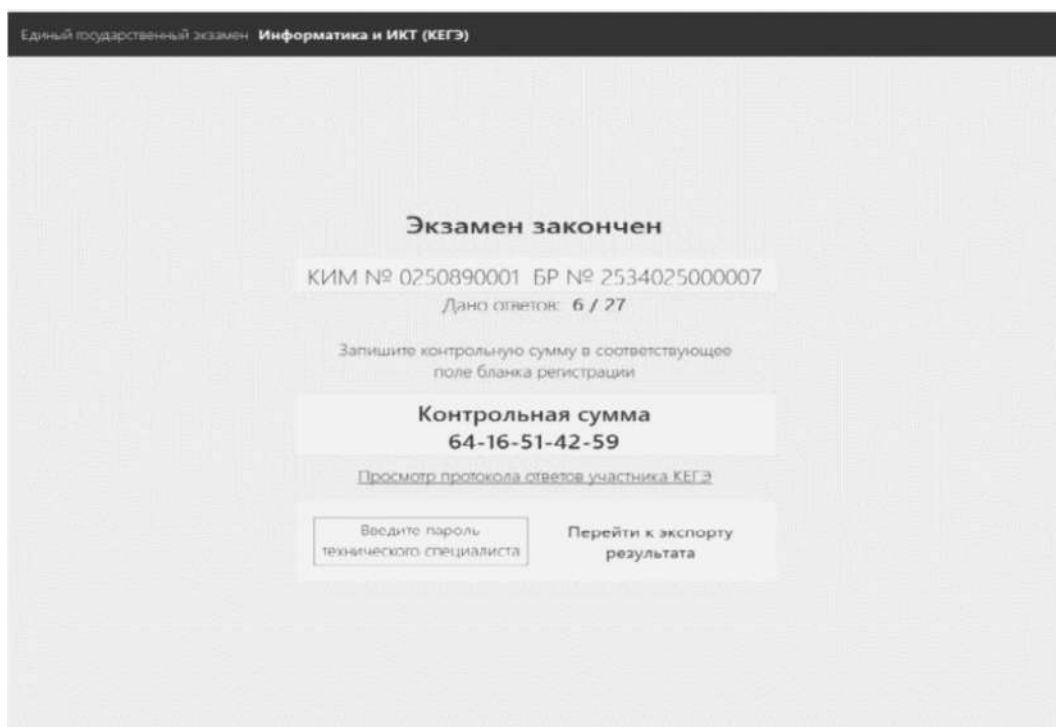 Единый государственный экзамен Информатика и ИКТ (КЕГЭ)
Экзамен закончен
КИМ № 0250890001 БР № 2534025000007
Дано ответов: 6 / 27
Запишите контрольную сумму в соответствующее
поле бланка регистрации
Контрольная сумма
64-16-51-42-59
Просмотр протокола ответов участника КЕГЭ
Введите пароль
технического специалиста
Перейти к экспорту
результата